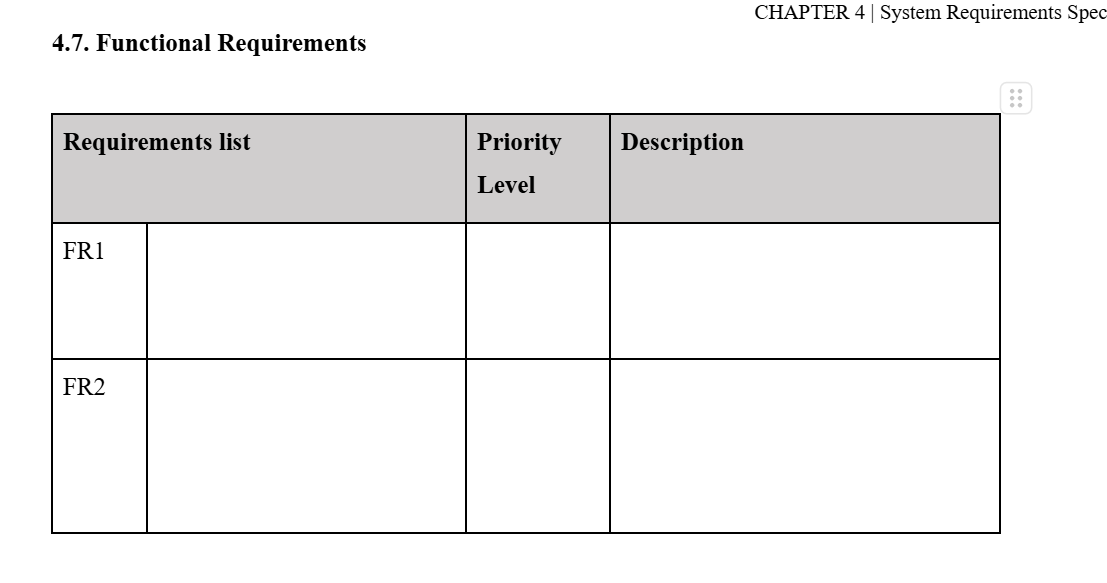 CHAPTER 4 | System Requirements Spec
4.7. Functional Requirements
Requirements list
Priority
Level
Description
FR1
FR2